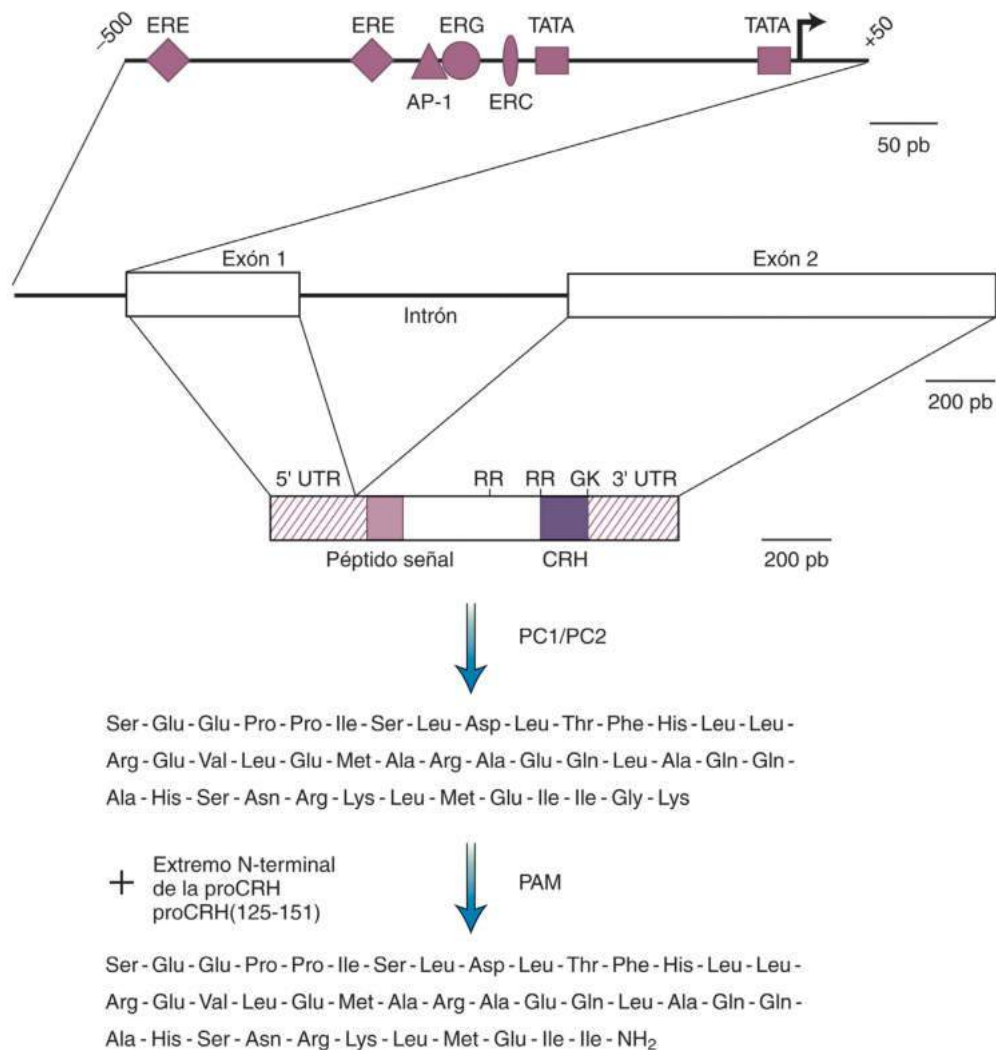 –500
ERE
ERE
ERG
TATA
TATA
+50
AP-1
ERC
50 pb
Exón 1
Exón 2
Intrón
200 pb
5' UTR
RR
RR
GK
3' UTR
Péptido señal
CRH
200 pb
PC1/PC2
Ser - Glu - Glu - Pro - Pro - Ile - Ser - Leu - Asp - Leu - Thr - Phe - His - Leu - Leu -
Arg - Glu - Val - Leu - Glu - Met - Ala - Arg - Ala - Glu - Gln - Leu - Ala - Gln - Gln -
Ala - His - Ser - Asn - Arg - Lys - Leu - Met - Glu - Ile - Ile - Gly - Lys
+ Extremo N-terminal
de la proCRH
proCRH(125-151)
PAM
Ser - Glu - Glu - Pro - Pro - Ile - Ser - Leu - Asp - Leu - Thr - Phe - His - Leu - Leu -
Arg - Glu - Val - Leu - Glu - Met - Ala - Arg - Ala - Glu - Gln - Leu - Ala - Gln - Gln -
Ala - His - Ser - Asn - Arg - Lys - Leu - Met - Glu - Ile - Ile - NH₂